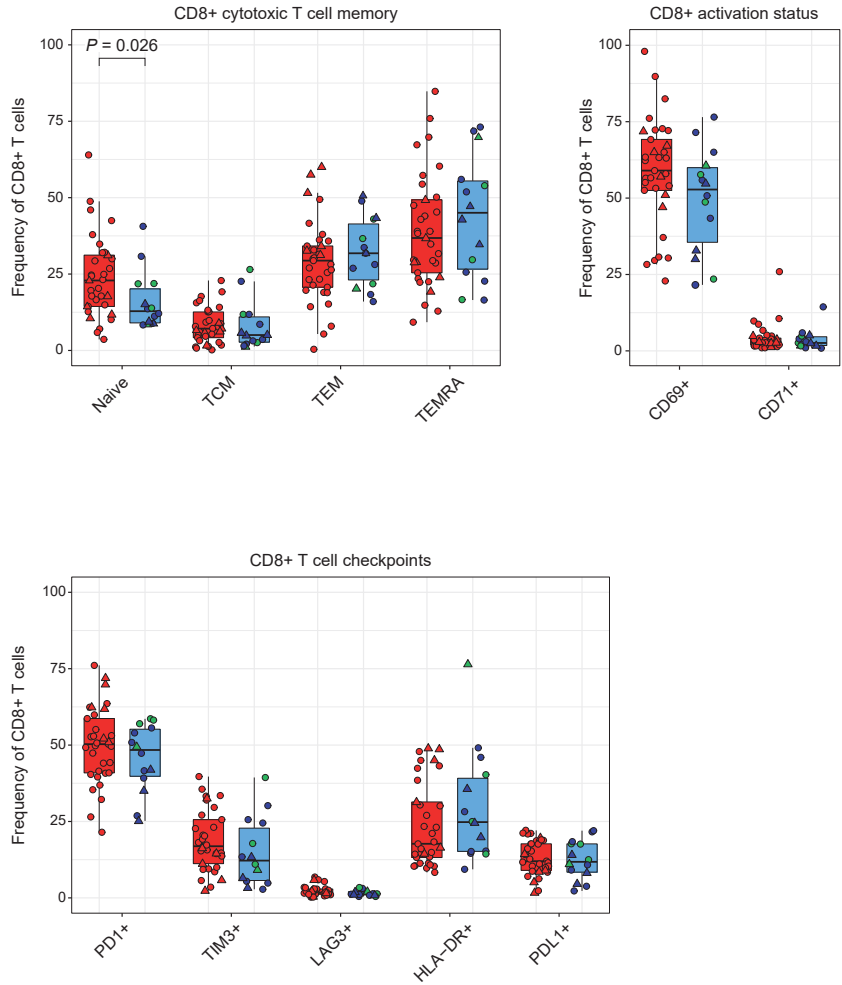 CD8+ cytotoxic T cell memory
P = 0.026
Frequency of CD8+ T cells
100
75
50
25
0
Naive
TCM
TEM
TEMRA
CD8+ activation status
Frequency of CD8+ T cells
100
75
50
25
0
CD69+
CD71+
CD8+ T cell checkpoints
Frequency of CD8+ T cells
100
75
50
25
0
PD1+
TIM3+
LAG3+
HLA−DR+
PDL1+